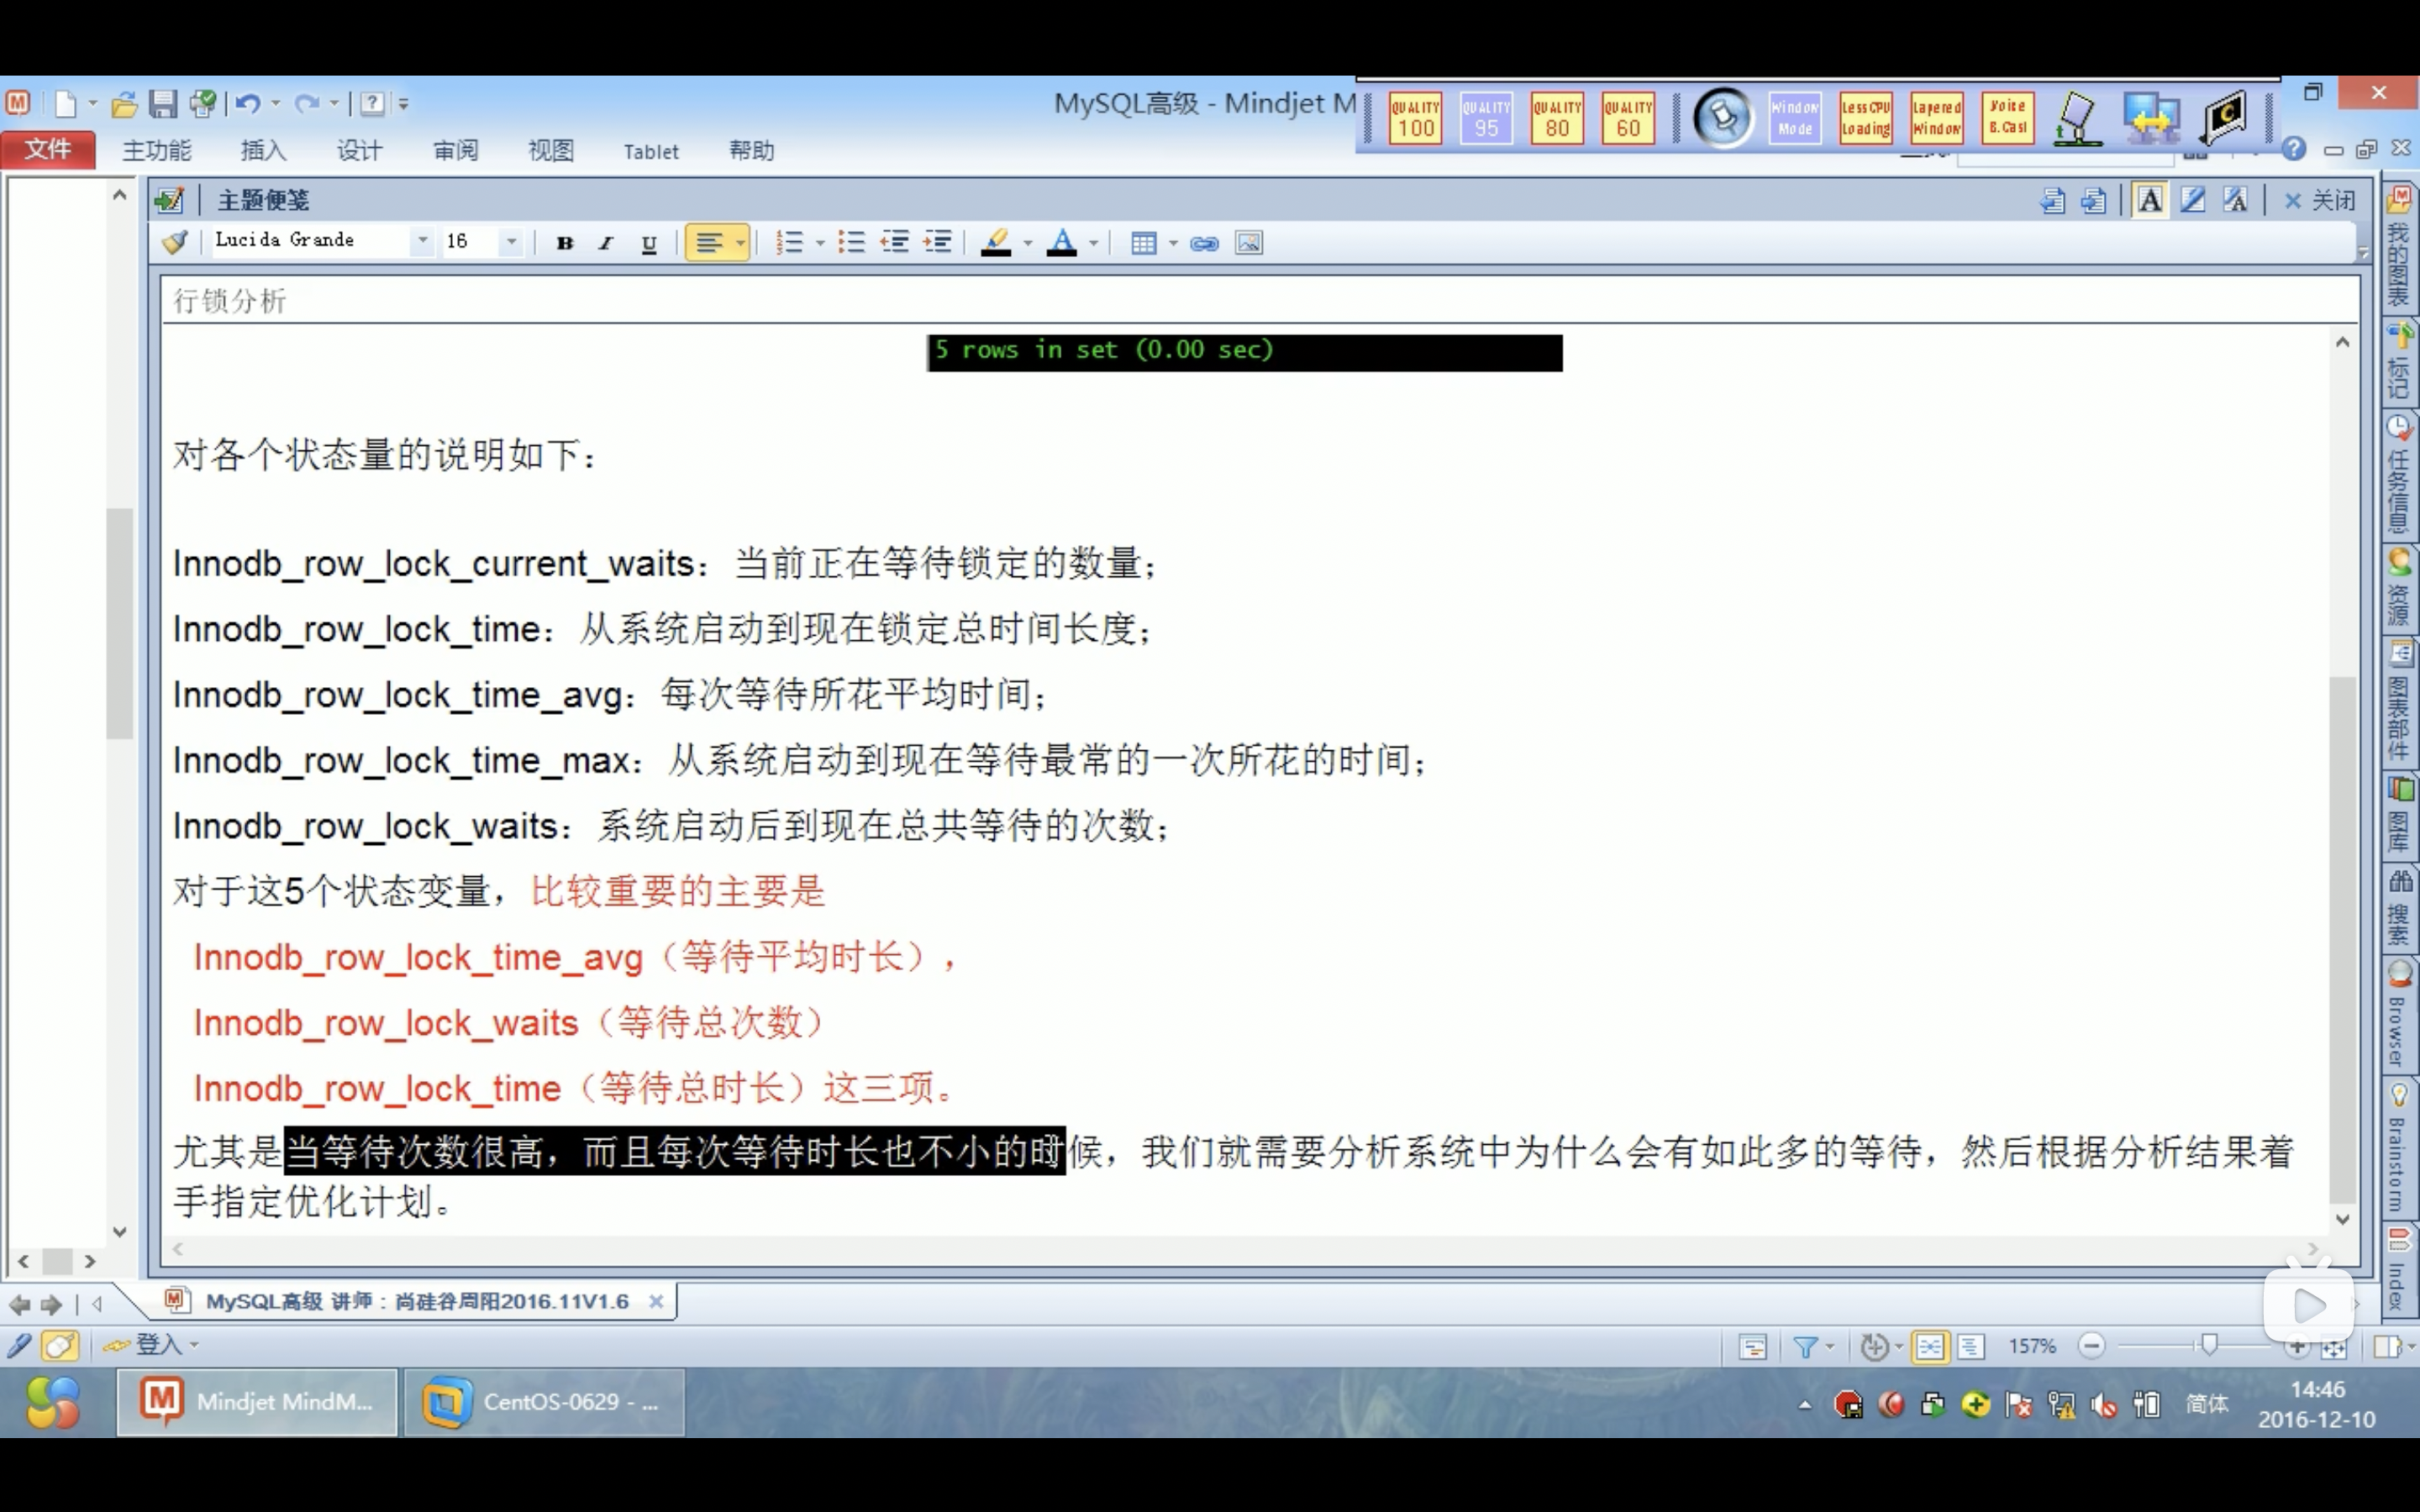 MySQL高级 - Mindjet M
QUALITY 100
QUALITY 95
QUALITY 80
QUALITY 60
Window Mode
Less CPU Loading
Layered Window
Voice B.Cast
文件 主功能 插入 设计 审阅 视图 Tablet 帮助
主题便笺
关闭
Lucida Grande 16 B I U
行锁分析
5 rows in set (0.00 sec)
对各个状态量的说明如下：
Innodb_row_lock_current_waits：当前正在等待锁定的数量；
Innodb_row_lock_time：从系统启动到现在锁定总时间长度；
Innodb_row_lock_time_avg：每次等待所花平均时间；
Innodb_row_lock_time_max：从系统启动到现在等待最常的一次所花的时间；
Innodb_row_lock_waits：系统启动后到现在总共等待的次数；
对于这5个状态变量，比较重要的主要是
Innodb_row_lock_time_avg（等待平均时长），
Innodb_row_lock_waits（等待总次数）
Innodb_row_lock_time（等待总时长）这三项。
尤其是当等待次数很高，而且每次等待时长也不小的时候，我们就需要分析系统中为什么会有如此多的等待，然后根据分析结果着
手指定优化计划。
我的图表
标记
任务信息
资源
图表部件
图库
搜索
Browser
Brainstorm
Index
MySQL高级 讲师：尚硅谷周阳2016.11V1.6
登入
157%
Mindjet MindM...
CentOS-0629 - ...
简体
14:46
2016-12-10